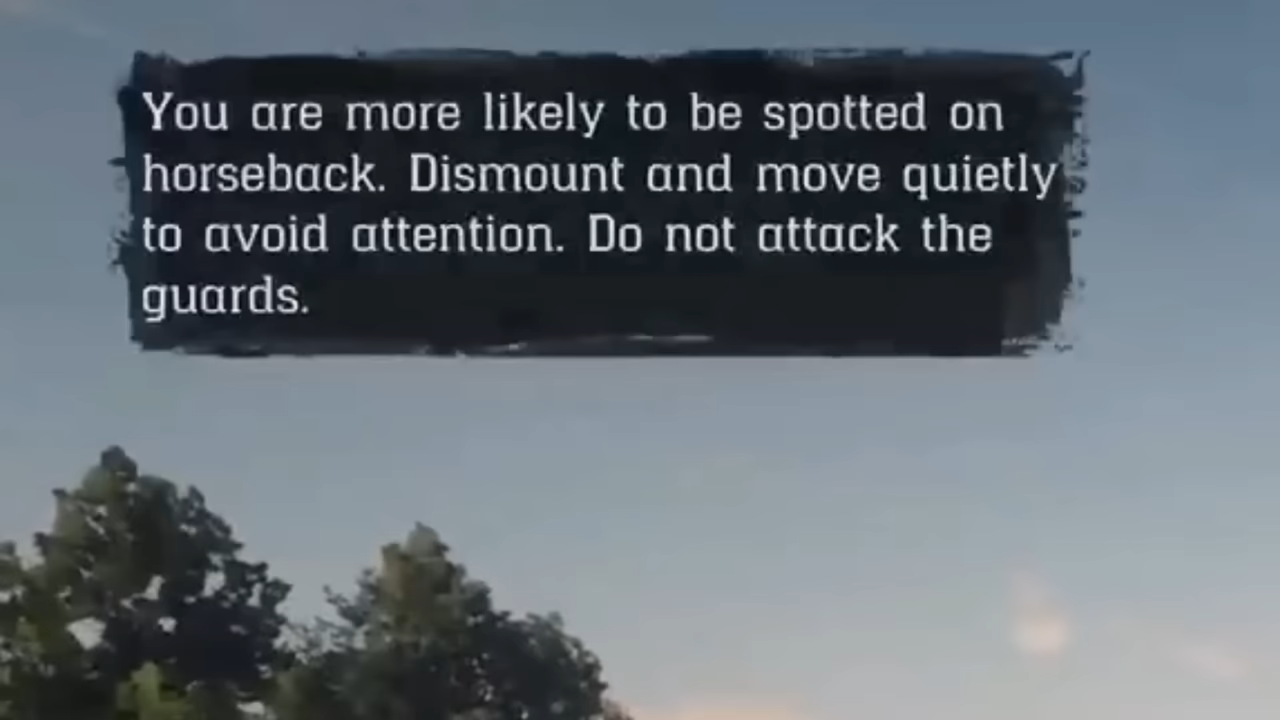 You are more likely to be spotted on
horseback. Dismount and move quietly
to avoid attention. Do not attack the
guards.